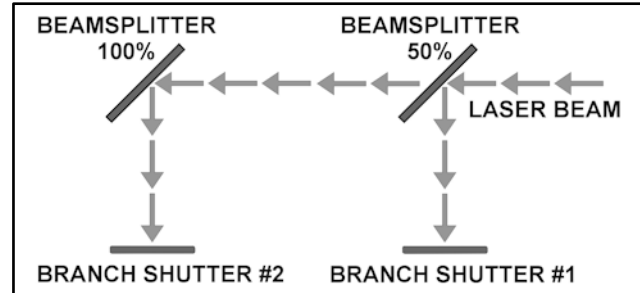 BEAMSPLITTER
100%
BEAMSPLITTER
50%
LASER BEAM
BRANCH SHUTTER #2
BRANCH SHUTTER #1